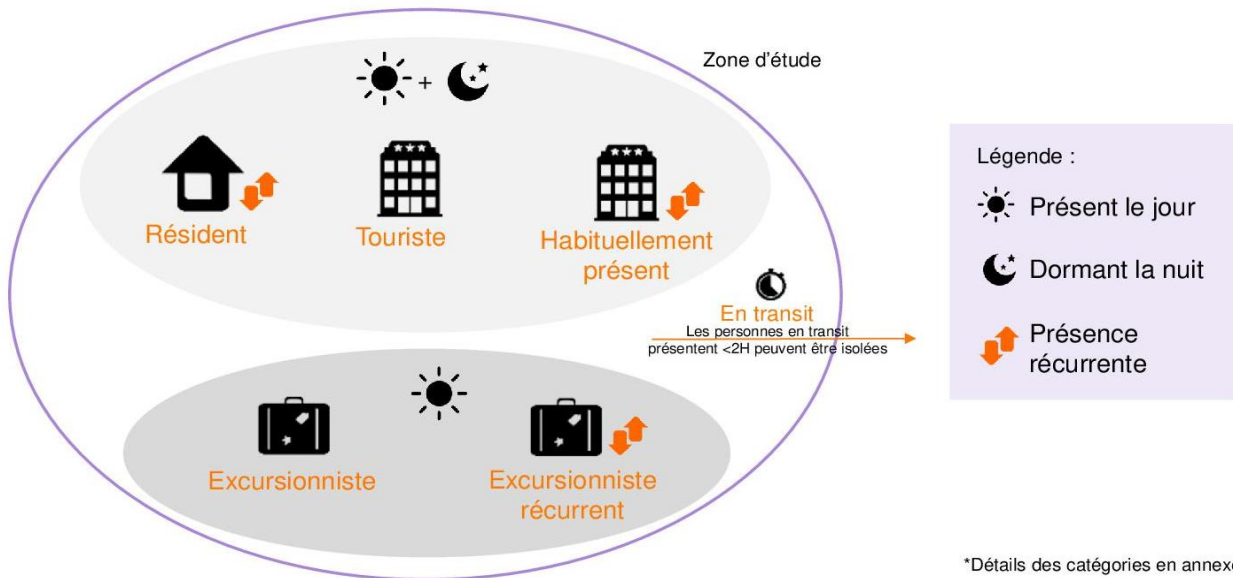 Zone d'étude
Résident
Touriste
Habituellement
présent
En transit
Les personnes en transit
présentent <2H peuvent être isolées
Excursionniste
Excursionniste
récurrent
Légende :
Présent le jour
Dormant la nuit
Présence
récurrente
*Détails des catégories en annexe